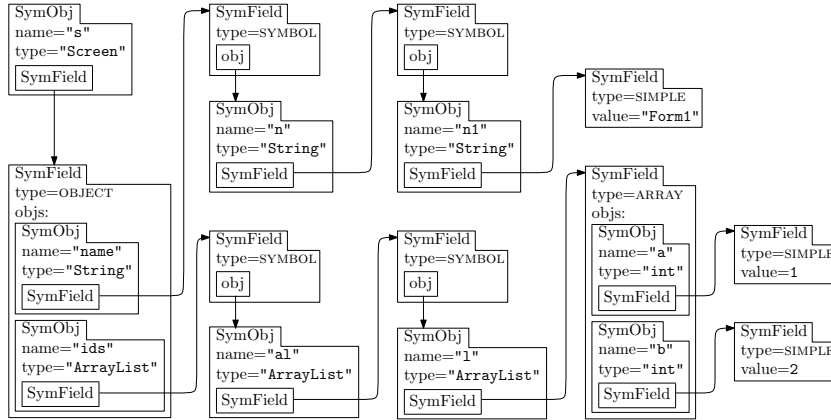 SymObj
name="s"
type="Screen"
SymField
SymField
type=OBJECT
objs:
SymObj
name="name"
type="String"
SymField
SymObj
name="ids"
type="ArrayList"
SymField
SymField
type=SYMBOL
obj
SymObj
name="n"
type="String"
SymField
SymField
type=SYMBOL
obj
SymObj
name="n1"
type="String"
SymField
SymField
type=SIMPLE
value="Form1"
SymField
type=SYMBOL
obj
SymObj
name="al"
type="ArrayList"
SymField
SymField
type=SYMBOL
obj
SymObj
name="l"
type="ArrayList"
SymField
SymField
type=ARRAY
objs:
SymObj
name="a"
type="int"
SymField
SymObj
name="b"
type="int"
SymField
SymField
type=SIMPLE
value=1
SymField
type=SIMPLE
value=2